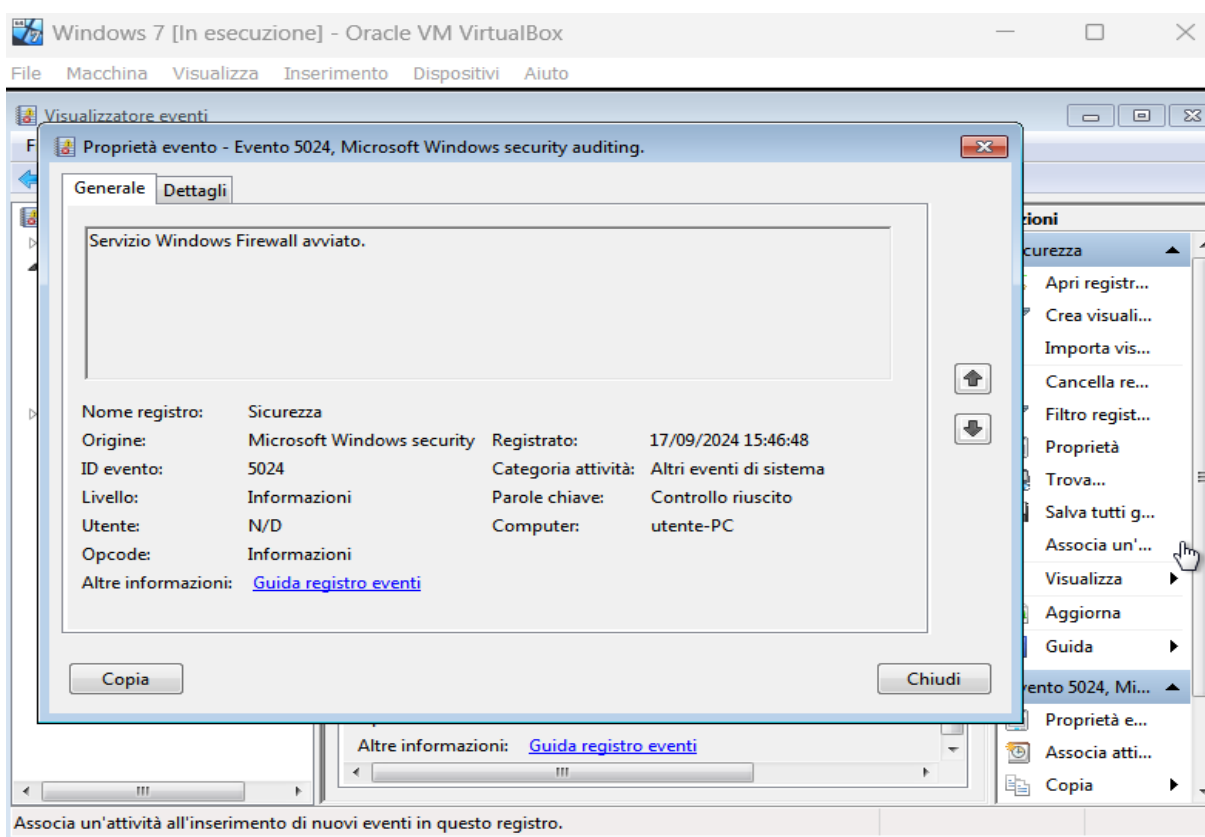 Windows 7 [In esecuzione] - Oracle VM VirtualBox
File Macchina Visualizza Inserimento Dispositivi Aiuto
Visualizzatore eventi
F
Proprietà evento - Evento 5024, Microsoft Windows security auditing.
Generale Dettagli
Servizio Windows Firewall avviato.
Nome registro: Sicurezza
Origine: Microsoft Windows security Registrato: 17/09/2024 15:46:48
ID evento: 5024 Categoria attività: Altri eventi di sistema
Livello: Informazioni Parole chiave: Controllo riuscito
Utente: N/D Computer: utente-PC
Opcode: Informazioni
Altre informazioni: Guida registro eventi
Copia Chiudi
zioni
curezza
Apri registr...
Crea visuali...
Importa vis...
Cancella re...
Filtro regist...
Proprietà
Trova...
Salva tutti g...
Associa un'...
Visualizza
Aggiorna
Guida
vento 5024, Mi...
Proprietà e...
Associa atti...
Copia
Altre informazioni: Guida registro eventi
Associa un'attività all'inserimento di nuovi eventi in questo registro.